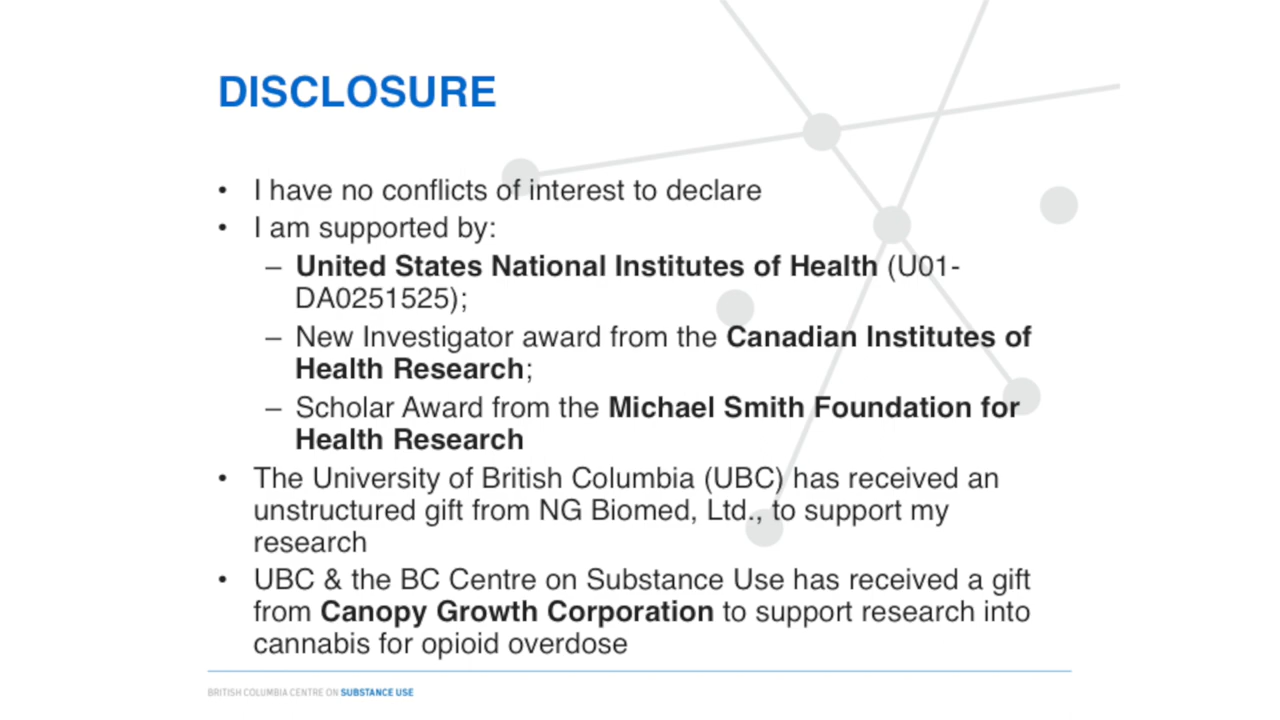 DISCLOSURE
• I have no conflicts of interest to declare
• I am supported by:
– United States National Institutes of Health (U01-
DA0251525);
– New Investigator award from the Canadian Institutes of
Health Research;
– Scholar Award from the Michael Smith Foundation for
Health Research
• The University of British Columbia (UBC) has received an
unstructured gift from NG Biomed, Ltd., to support my
research
• UBC & the BC Centre on Substance Use has received a gift
from Canopy Growth Corporation to support research into
cannabis for opioid overdose
BRITISH COLUMBIA CENTRE ON SUBSTANCE USE